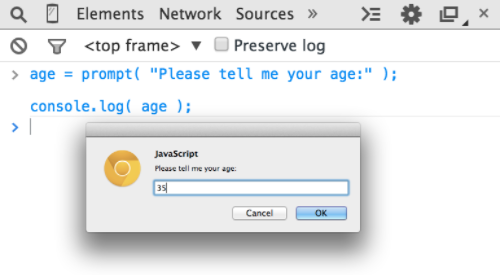 Elements Network Sources »
<top frame> ▼ Preserve log
> age = prompt( "Please tell me your age:" );
console.log( age );
>
JavaScript
Please tell me your age:
35
Cancel OK